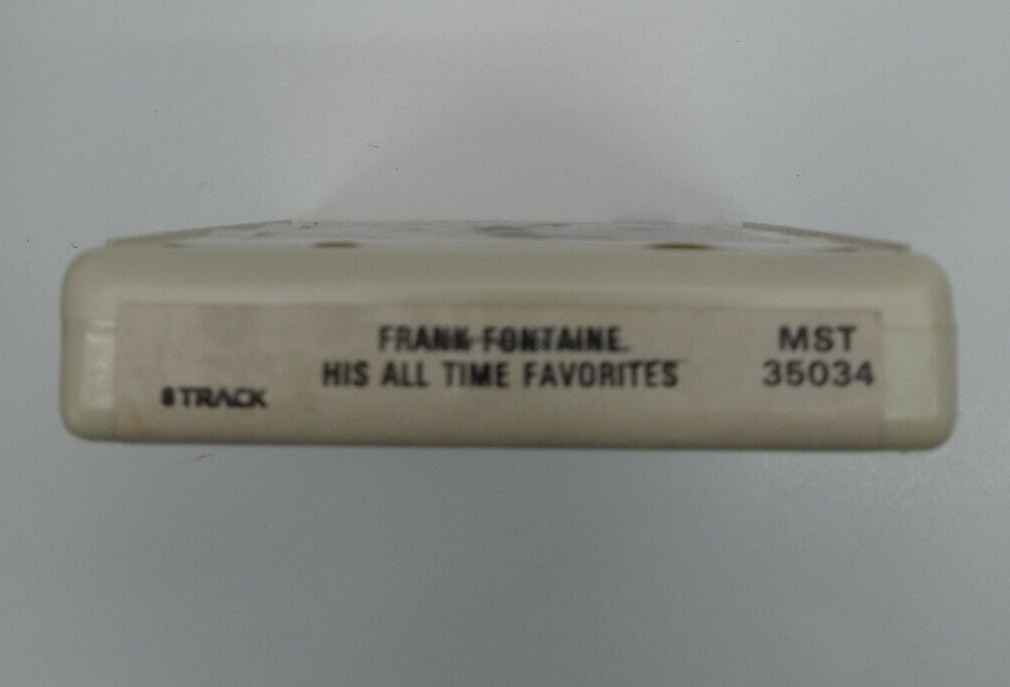 FRANK FONTAINE
HIS ALL TIME FAVORITES
MST
35034
8 TRACK